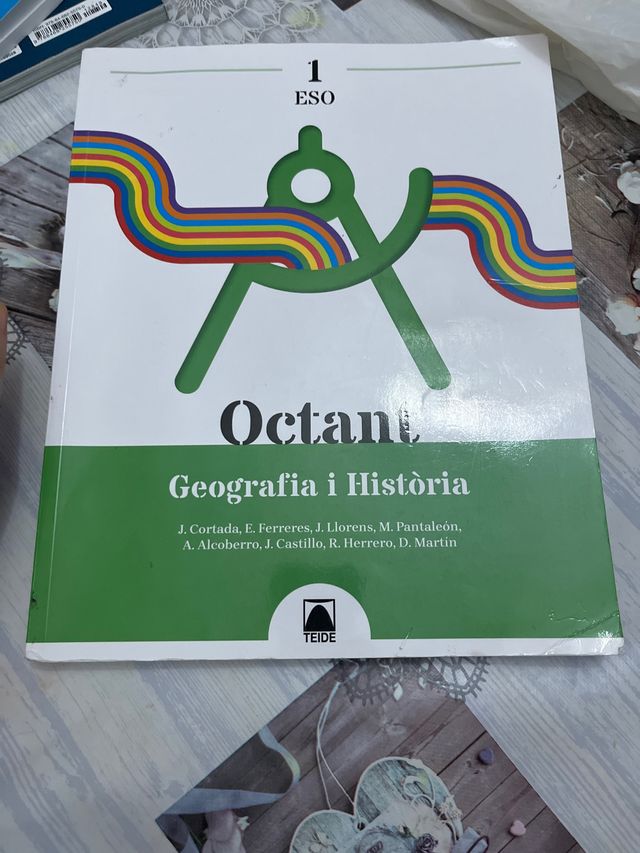 1
ESO
Octant
Geografia i Història
J. Cortada, E. Ferreres, J. Llorens, M. Pantaleón,
A. Alcoberro, J. Castillo, R. Herrero, D. Martín
TEIDE